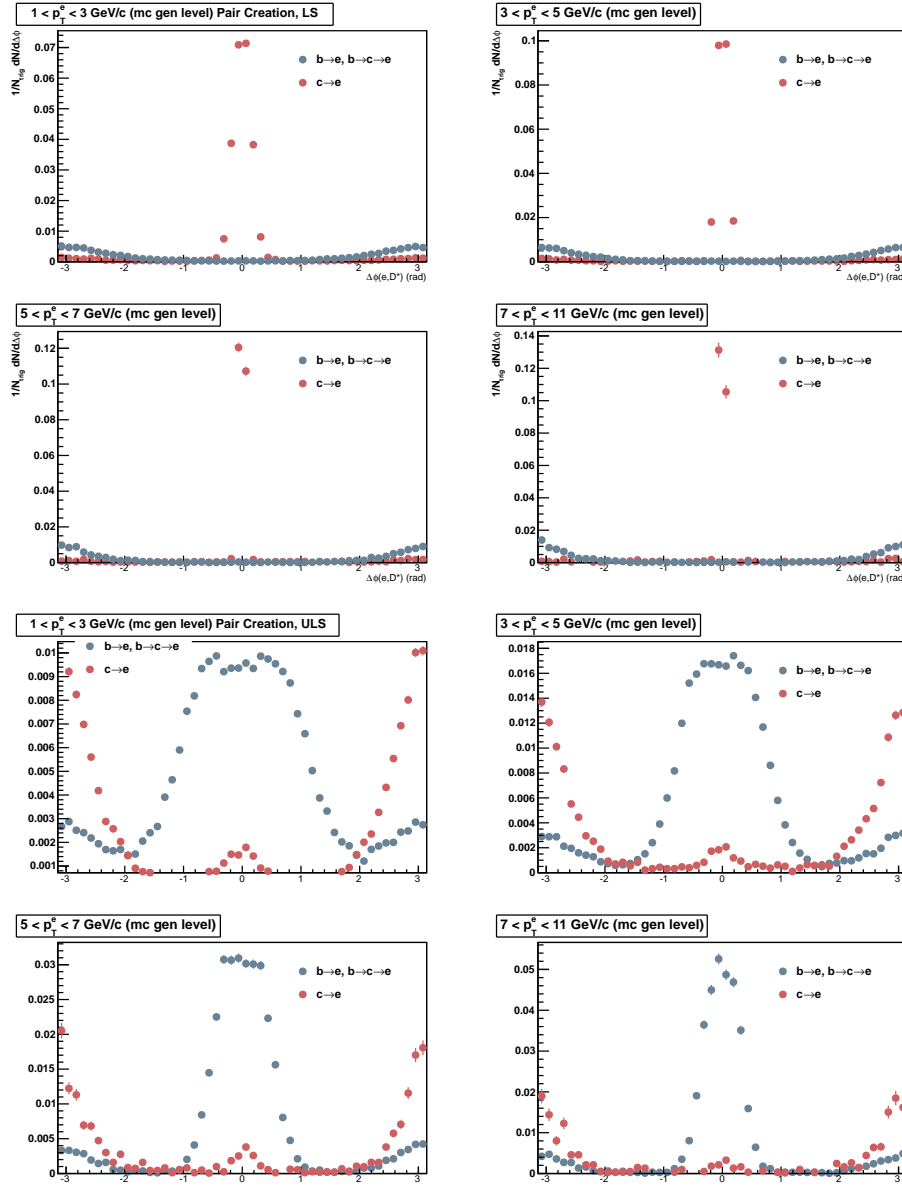 1 < p_T^e < 3 GeV/c (mc gen level) Pair Creation, LS
1/N_trig dN/dΔϕ
0.07
0.06
0.05
0.04
0.03
0.02
0.01
0
-3 -2 -1 0 1 2 3
Δϕ(e,D*) (rad)
b→e, b→c→e
c→e
3 < p_T^e < 5 GeV/c (mc gen level)
1/N_trig dN/dΔϕ
0.1
0.08
0.06
0.04
0.02
0
-3 -2 -1 0 1 2 3
Δϕ(e,D*) (rad)
b→e, b→c→e
c→e
5 < p_T^e < 7 GeV/c (mc gen level)
1/N_trig dN/dΔϕ
0.12
0.1
0.08
0.06
0.04
0.02
0
-3 -2 -1 0 1 2 3
Δϕ(e,D*) (rad)
b→e, b→c→e
c→e
7 < p_T^e < 11 GeV/c (mc gen level)
1/N_trig dN/dΔϕ
0.14
0.12
0.1
0.08
0.06
0.04
0.02
0
-3 -2 -1 0 1 2 3
Δϕ(e,D*) (rad)
b→e, b→c→e
c→e
1 < p_T^e < 3 GeV/c (mc gen level) Pair Creation, ULS
b→e, b→c→e
c→e
0.01
0.009
0.008
0.007
0.006
0.005
0.004
0.003
0.002
0.001
-3 -2 -1 0 1 2 3
3 < p_T^e < 5 GeV/c (mc gen level)
0.018
0.016
0.014
0.012
0.01
0.008
0.006
0.004
0.002
0
-3 -2 -1 0 1 2 3
b→e, b→c→e
c→e
5 < p_T^e < 7 GeV/c (mc gen level)
0.03
0.025
0.02
0.015
0.01
0.005
0
-3 -2 -1 0 1 2 3
b→e, b→c→e
c→e
7 < p_T^e < 11 GeV/c (mc gen level)
0.05
0.04
0.03
0.02
0.01
0
-3 -2 -1 0 1 2 3
b→e, b→c→e
c→e